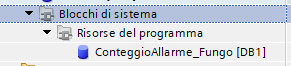 Blocchi di sistema
Risorse del programma
ConteggioAllarme_Fungo [DB1]